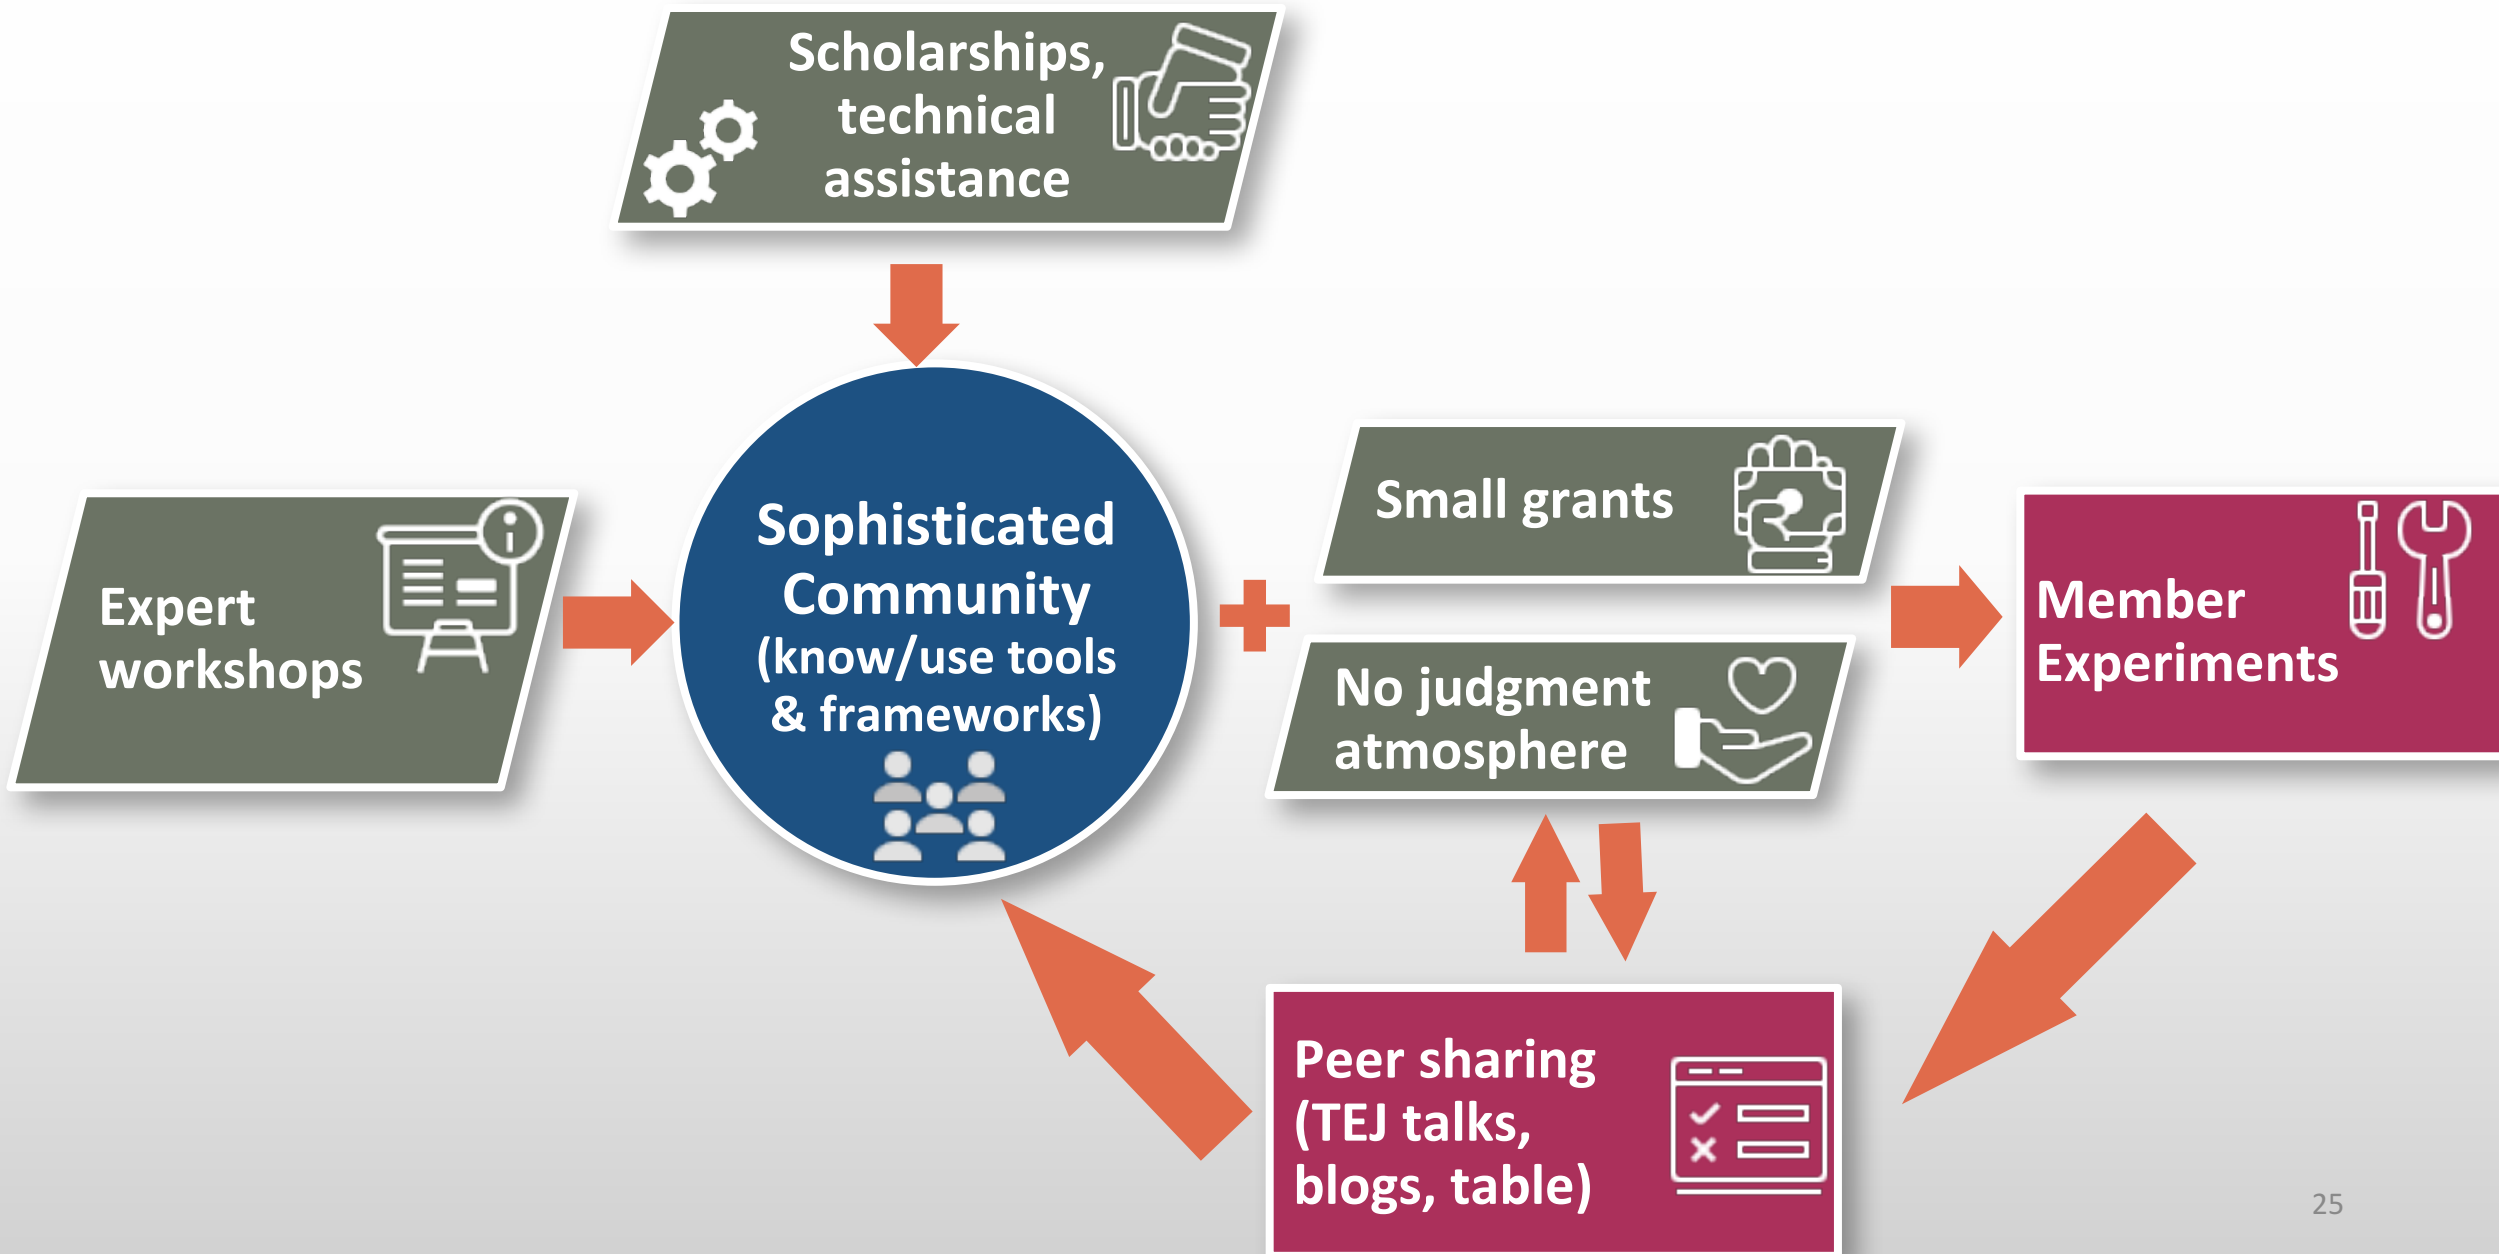 Scholarships,
technical
assistance
Expert
workshops
Sophisticated
Community
(know/use tools
& frameworks)
Small grants
No judgment
atmosphere
Member
Experiments
Peer sharing
(TEJ talks,
blogs, table)
25